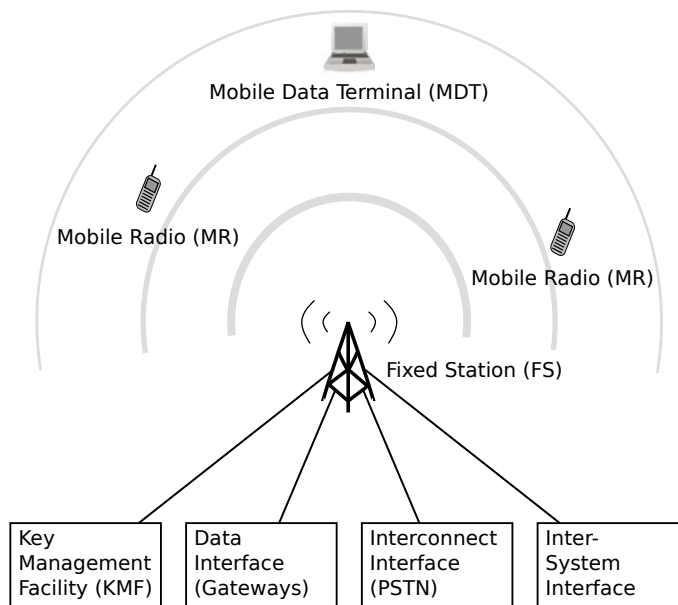 Mobile Data Terminal (MDT)
Mobile Radio (MR)
Mobile Radio (MR)
Fixed Station (FS)
Key
Management
Facility (KMF)
Data
Interface
(Gateways)
Interconnect
Interface
(PSTN)
Inter-
System
Interface